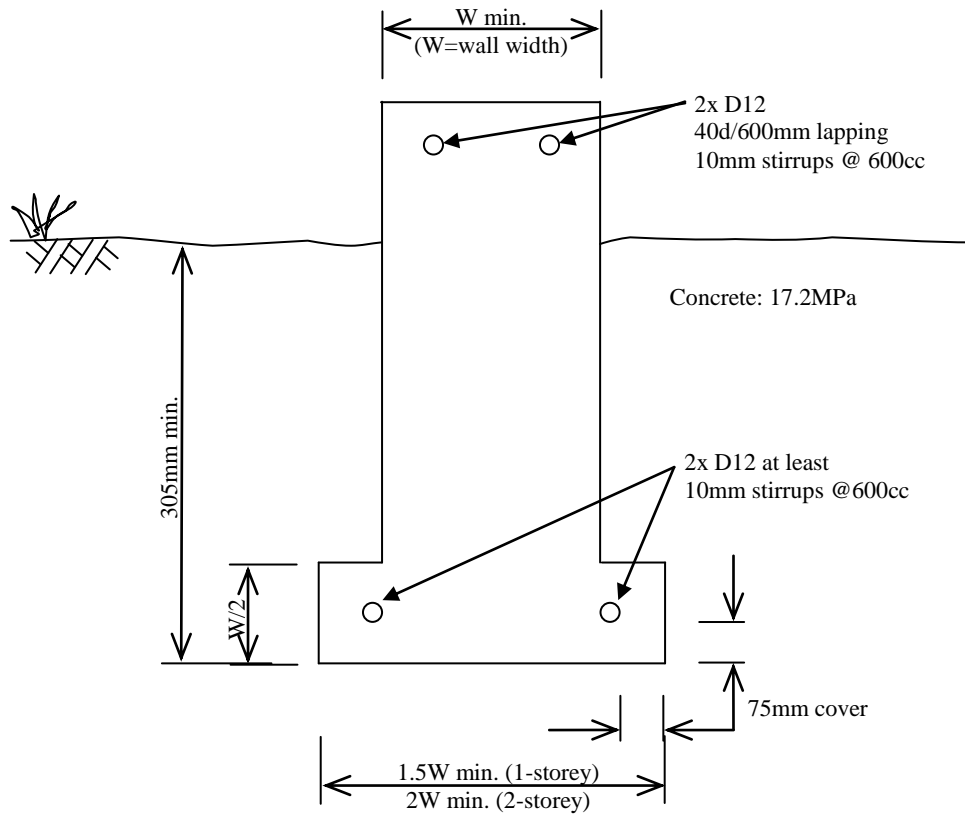 W min.
(W=wall width)
2x D12
40d/600mm lapping
10mm stirrups @ 600cc
Concrete: 17.2MPa
305mm min.
2x D12 at least
10mm stirrups @600cc
W/2
75mm cover
1.5W min. (1-storey)
2W min. (2-storey)